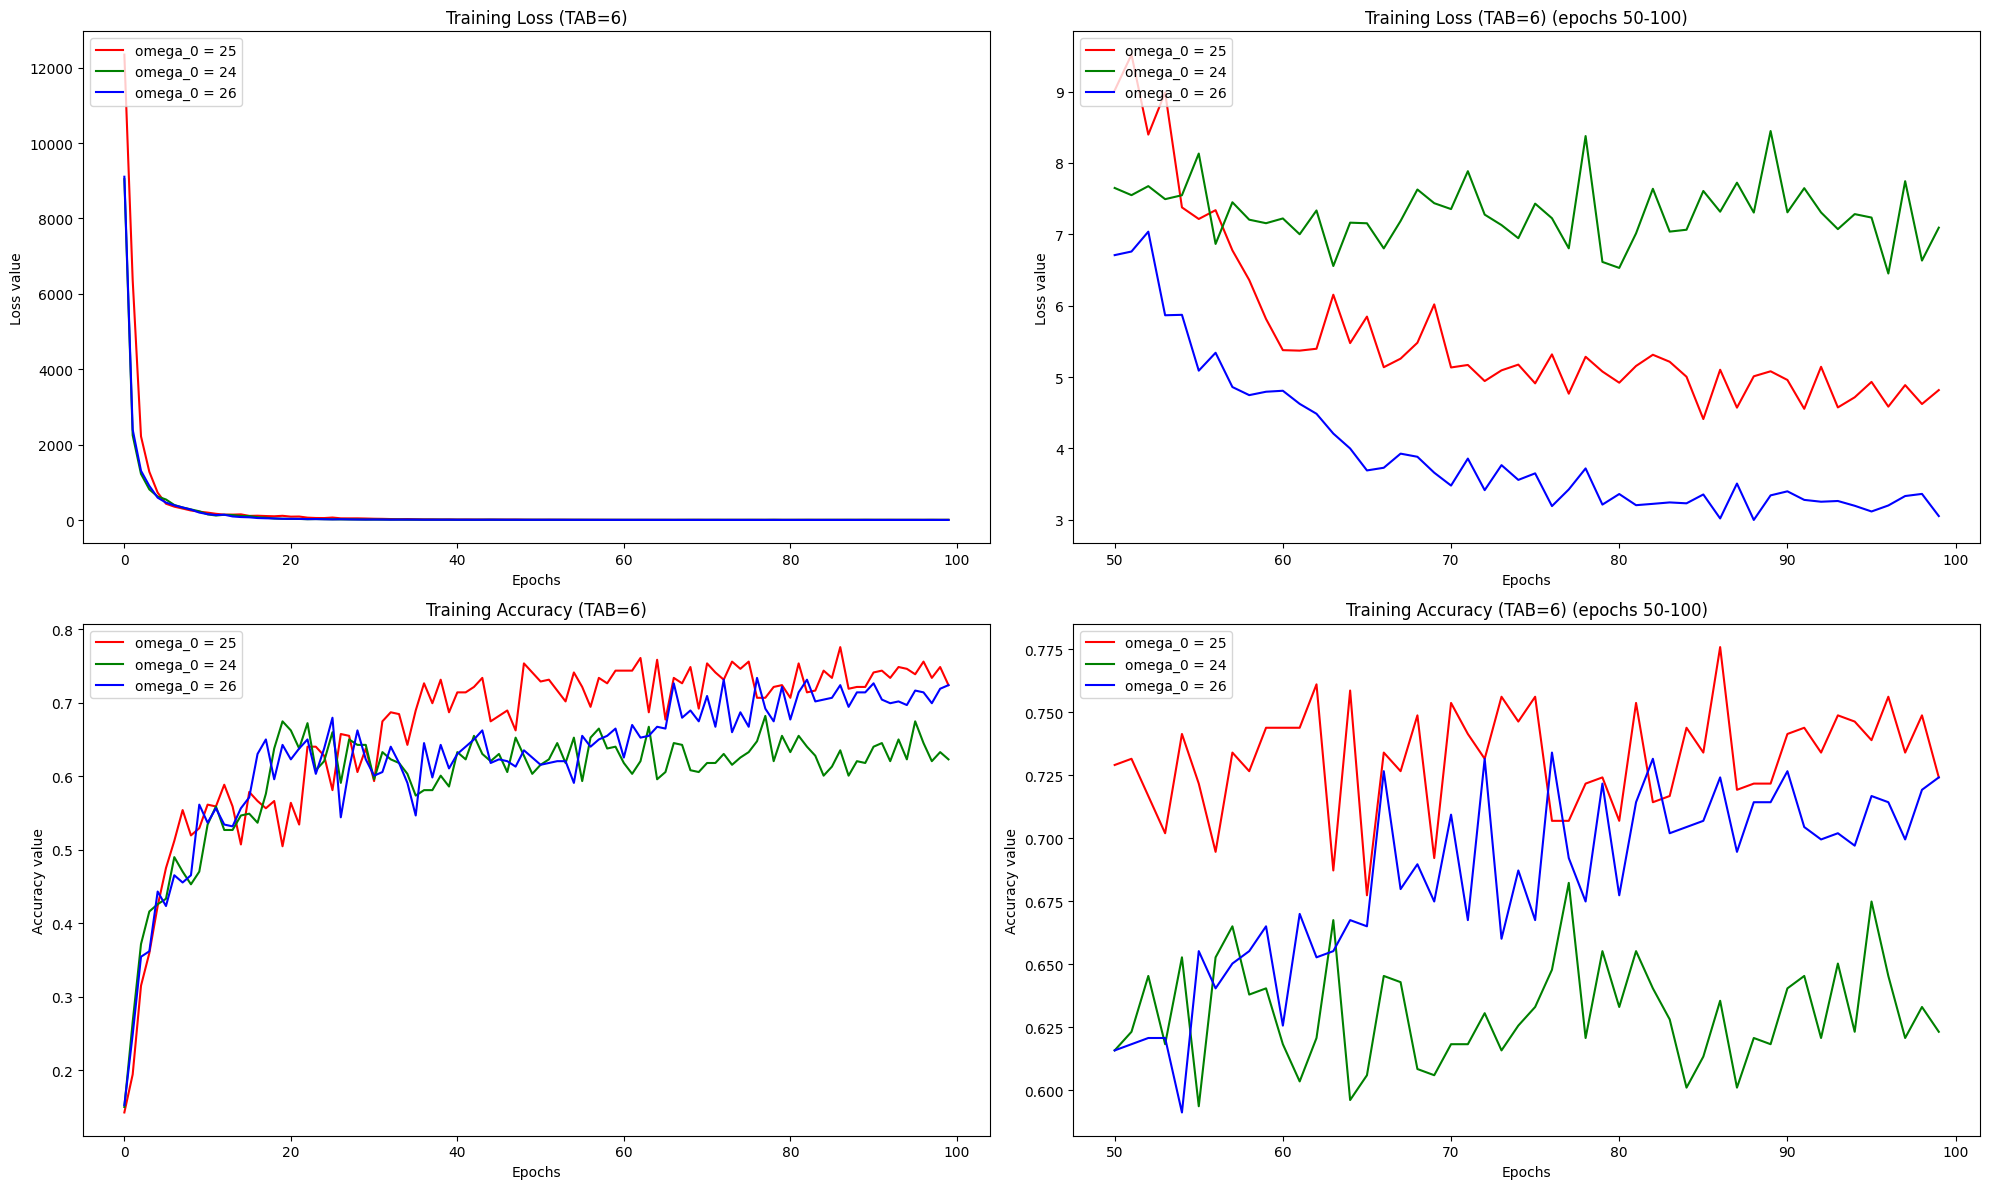 Training Loss (TAB=6)
omega_0 = 25
omega_0 = 24
omega_0 = 26
12000
10000
8000
6000
4000
2000
0
Loss value
0 20 40 60 80 100
Epochs
Training Loss (TAB=6) (epochs 50-100)
omega_0 = 25
omega_0 = 24
omega_0 = 26
9
8
7
6
5
4
3
Loss value
50 60 70 80 90 100
Epochs
Training Accuracy (TAB=6)
omega_0 = 25
omega_0 = 24
omega_0 = 26
0.8
0.7
0.6
0.5
0.4
0.3
0.2
Accuracy value
0 20 40 60 80 100
Epochs
Training Accuracy (TAB=6) (epochs 50-100)
omega_0 = 25
omega_0 = 24
omega_0 = 26
0.775
0.750
0.725
0.700
0.675
0.650
0.625
0.600
Accuracy value
50 60 70 80 90 100
Epochs